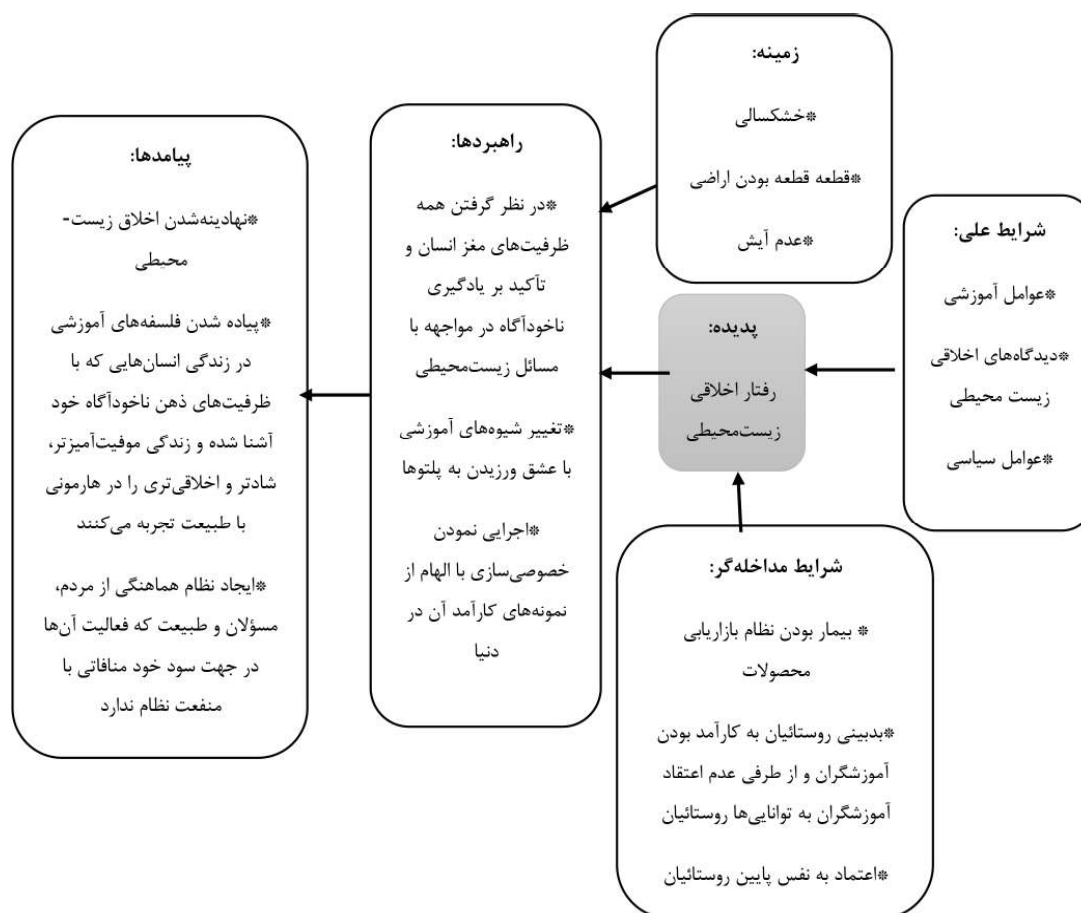 زمینه:
*خشکسالی
*قطعه قطعه بودن اراضی
*عدم آیش
شرایط علی:
*عوامل آموزشی
*دیدگاه‌های اخلاقی
زیست محیطی
*عوامل سیاسی
پدیده:
رفتار اخلاقی
زیست‌محیطی
شرایط مداخله‌گر:
* بیمار بودن نظام بازاریابی
محصولات
*بدبینی روستائیان به کارآمد بودن
آموزشگران و از طرفی عدم اعتقاد
آموزشگران به توانایی‌ها روستائیان
*اعتماد به نفس پایین روستائیان
راهبردها:
*در نظر گرفتن همه
ظرفیت‌های مغز انسان و
تأکید بر یادگیری
ناخودآگاه در مواجهه با
مسائل زیست‌محیطی
*تغییر شیوه‌های آموزشی
با عشق ورزیدن به پلتوها
*اجرایی نمودن
خصوصی‌سازی با الهام از
نمونه‌های کارآمد آن در
دنیا
پیامدها:
*نهادینه‌شدن اخلاق زیست-
محیطی
*پیاده شدن فلسفه‌های آموزشی
در زندگی انسان‌هایی که با
ظرفیت‌های ذهن ناخودآگاه خود
آشنا شده و زندگی موفیت‌آمیزتر،
شادتر و اخلاقی‌تری را در هارمونی
با طبیعت تجربه می‌کنند
*ایجاد نظام هماهنگی از مردم،
مسؤلان و طبیعت که فعالیت آن‌ها
در جهت سود خود منافاتی با
منفعت نظام ندارد